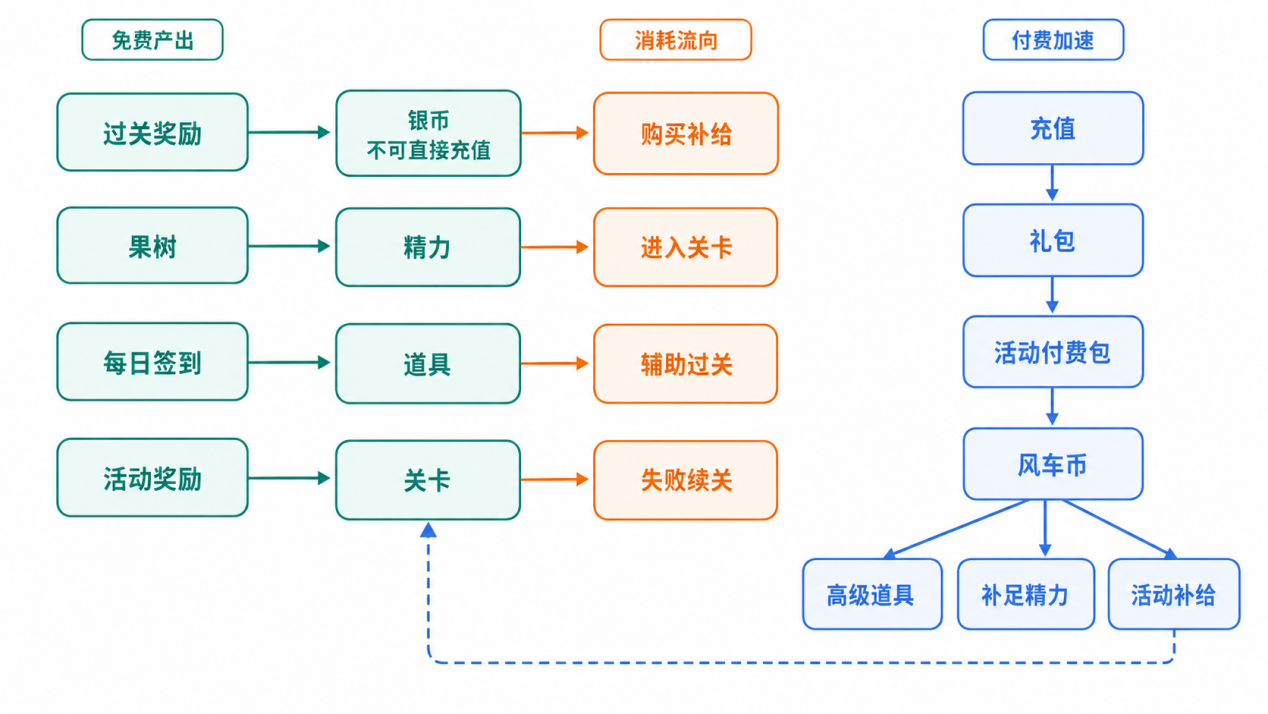 免费产出
消耗流向
付费加速
过关奖励
银币
不可直接充值
购买补给
充值
果树
精力
进入关卡
礼包
每日签到
道具
辅助过关
活动付费包
活动奖励
关卡
失败续关
风车币
高级道具
补足精力
活动补给